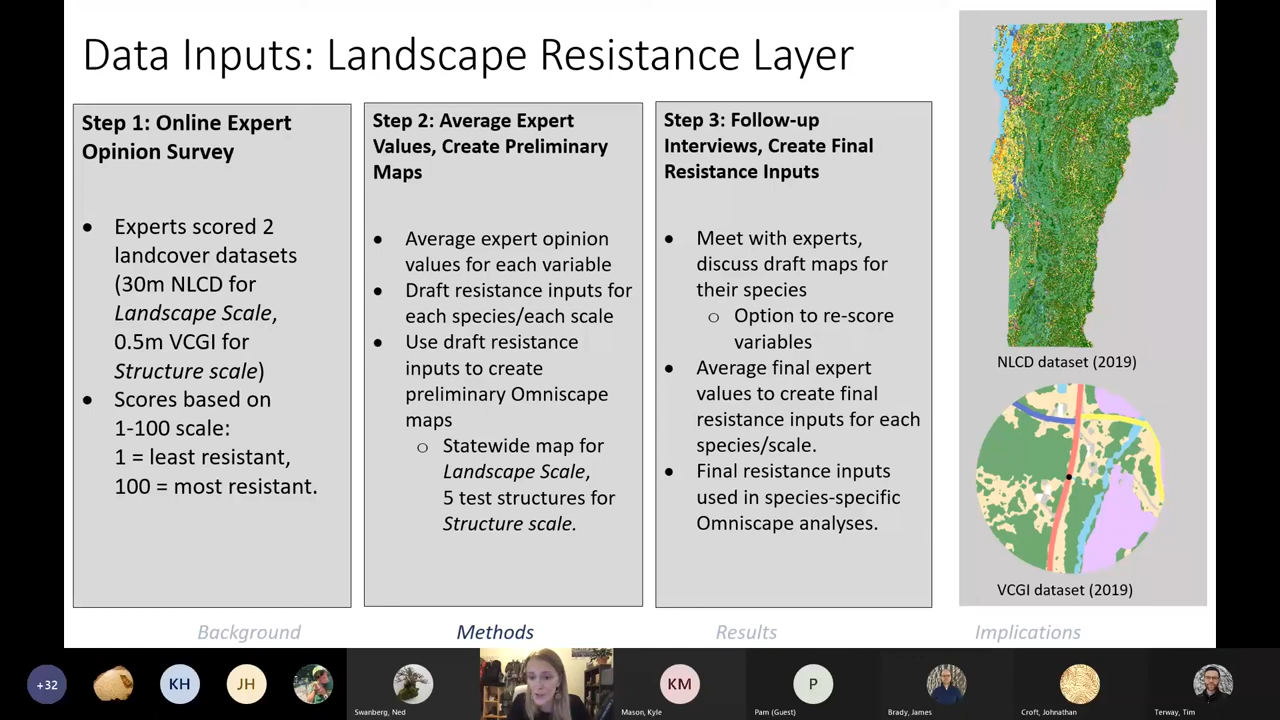 Data Inputs: Landscape Resistance Layer
Step 1: Online Expert
Opinion Survey
● Experts scored 2
landcover datasets
(30m NLCD for
Landscape Scale,
0.5m VCGI for
Structure scale)
● Scores based on
1-100 scale:
1 = least resistant,
100 = most resistant.
Step 2: Average Expert
Values, Create Preliminary
Maps
● Average expert opinion
values for each variable
● Draft resistance inputs for
each species/each scale
● Use draft resistance
inputs to create
preliminary Omniscape
maps
○ Statewide map for
Landscape Scale,
5 test structures for
Structure scale.
Step 3: Follow-up
Interviews, Create Final
Resistance Inputs
● Meet with experts,
discuss draft maps for
their species
○ Option to re-score
variables
● Average final expert
values to create final
resistance inputs for each
species/scale.
● Final resistance inputs
used in species-specific
Omniscape analyses.
NLCD dataset (2019)
VCGI dataset (2019)
Background Methods Results Implications
+32 KH JH KM P
Swanberg, Ned Mason, Kyle Pam (Guest) Brady, James Croft, Johnathan Terway, Tim